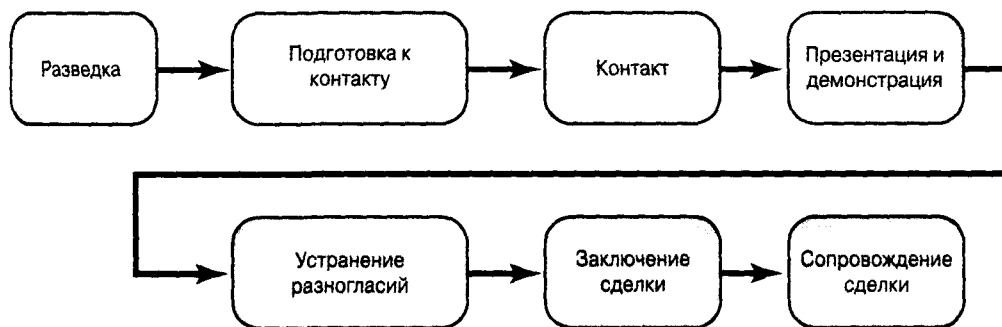 Разведка
Подготовка к
контакту
Контакт
Презентация и
демонстрация
Устранение
разногласий
Заключение
сделки
Сопровождение
сделки